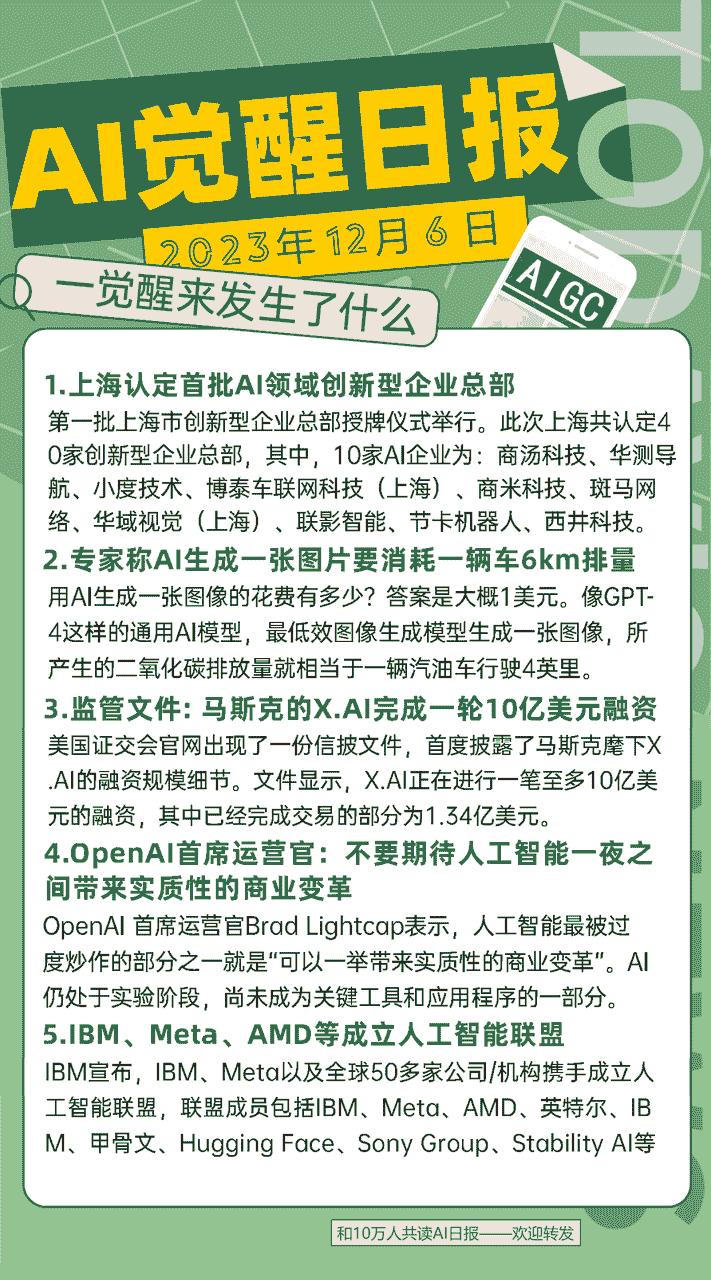 AI觉醒日报
2023年12月6日
一觉醒来发生了什么
AIGC
1.上海认定首批AI领域创新型企业总部
第一批上海市创新型企业总部授牌仪式举行。此次上海共认定4
0家创新型企业总部，其中，10家AI企业为：商汤科技、华测导
航、小度技术、博泰车联网科技（上海）、商米科技、斑马网
络、华域视觉（上海）、联影智能、节卡机器人、西井科技。
2.专家称AI生成一张图片要消耗一辆车6km排量
用AI生成一张图像的花费有多少？答案是大概1美元。像GPT-
4这样的通用AI模型，最低效图像生成模型生成一张图像，所
产生的二氧化碳排放量就相当于一辆汽油车行驶4英里。
3.监管文件: 马斯克的X.AI完成一轮10亿美元融资
美国证交会官网出现了一份信披文件，首度披露了马斯克麾下X
.AI的融资规模细节。文件显示，X.AI正在进行一笔至多10亿美
元的融资，其中已经完成交易的部分为1.34亿美元。
4.OpenAI首席运营官：不要期待人工智能一夜之
间带来实质性的商业变革
OpenAI 首席运营官Brad Lightcap表示，人工智能最被过
度炒作的部分之一就是“可以一举带来实质性的商业变革”。AI
仍处于实验阶段，尚未成为关键工具和应用程序的一部分。
5.IBM、Meta、AMD等成立人工智能联盟
IBM宣布，IBM、Meta以及全球50多家公司/机构携手成立人
工智能联盟，联盟成员包括IBM、Meta、AMD、英特尔、IB
M、甲骨文、Hugging Face、Sony Group、Stability AI等
和10万人共读AI日报——欢迎转发